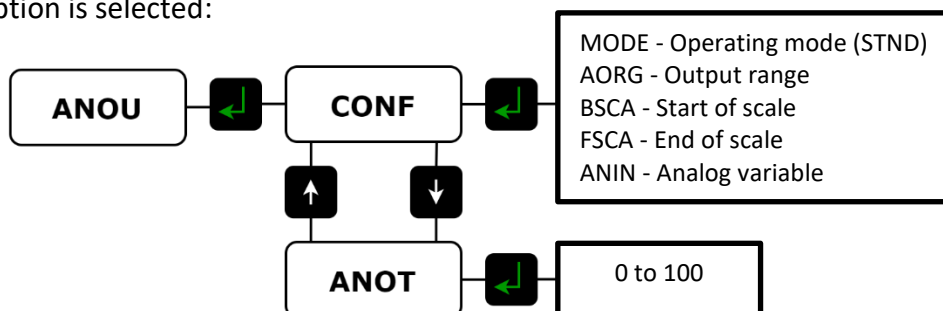 is selected:
MODE - Operating mode (STND)
AORG - Output range
BSCA - Start of scale
FSCA - End of scale
ANIN - Analog variable
ANOU
CONF
ANOT
0 to 100